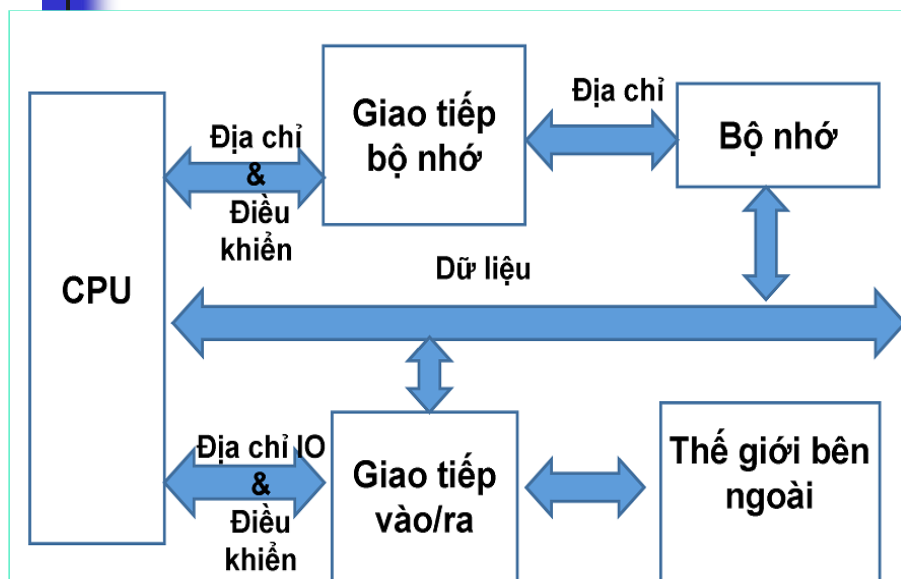 Địa chỉ
Giao tiếp
bộ nhớ
Địa chỉ
&
Điều
khiển
Bộ nhớ
CPU
Dữ liệu
Địa chỉ IO
&
Điều
khiển
Giao tiếp
vào/ra
Thế giới bên
ngoài